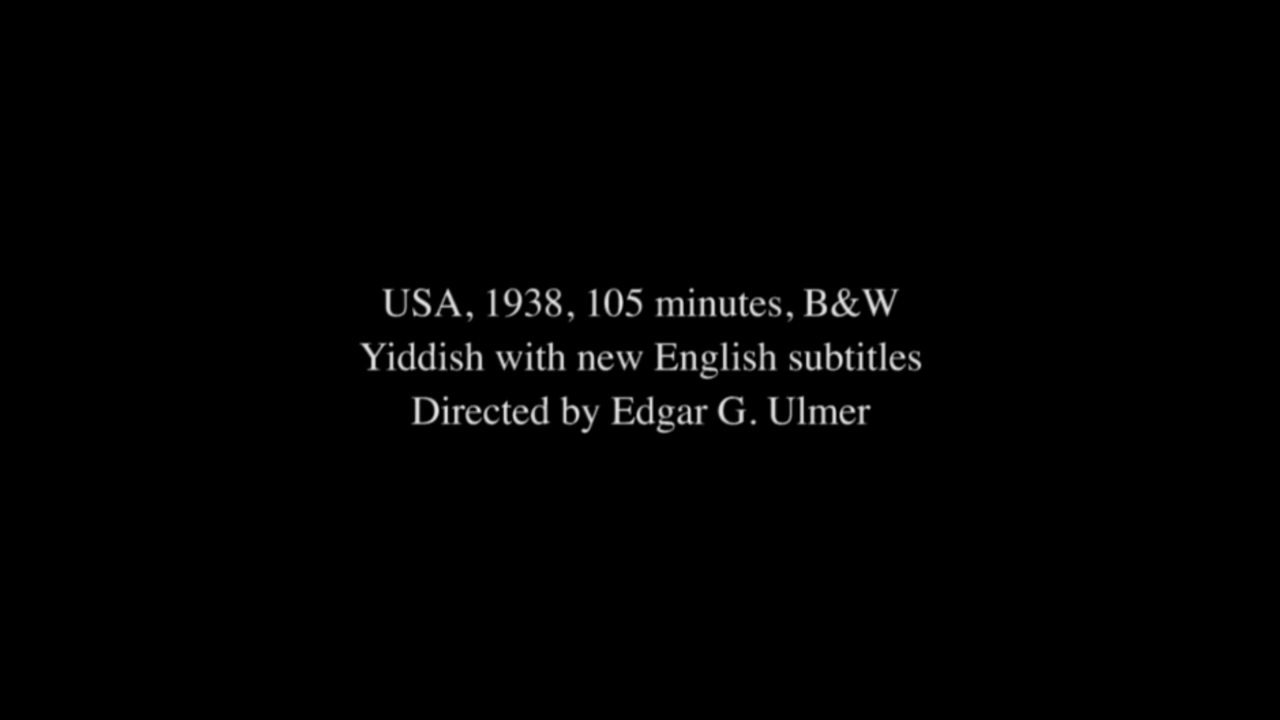 USA, 1938, 105 minutes, B&W
Yiddish with new English subtitles
Directed by Edgar G. Ulmer